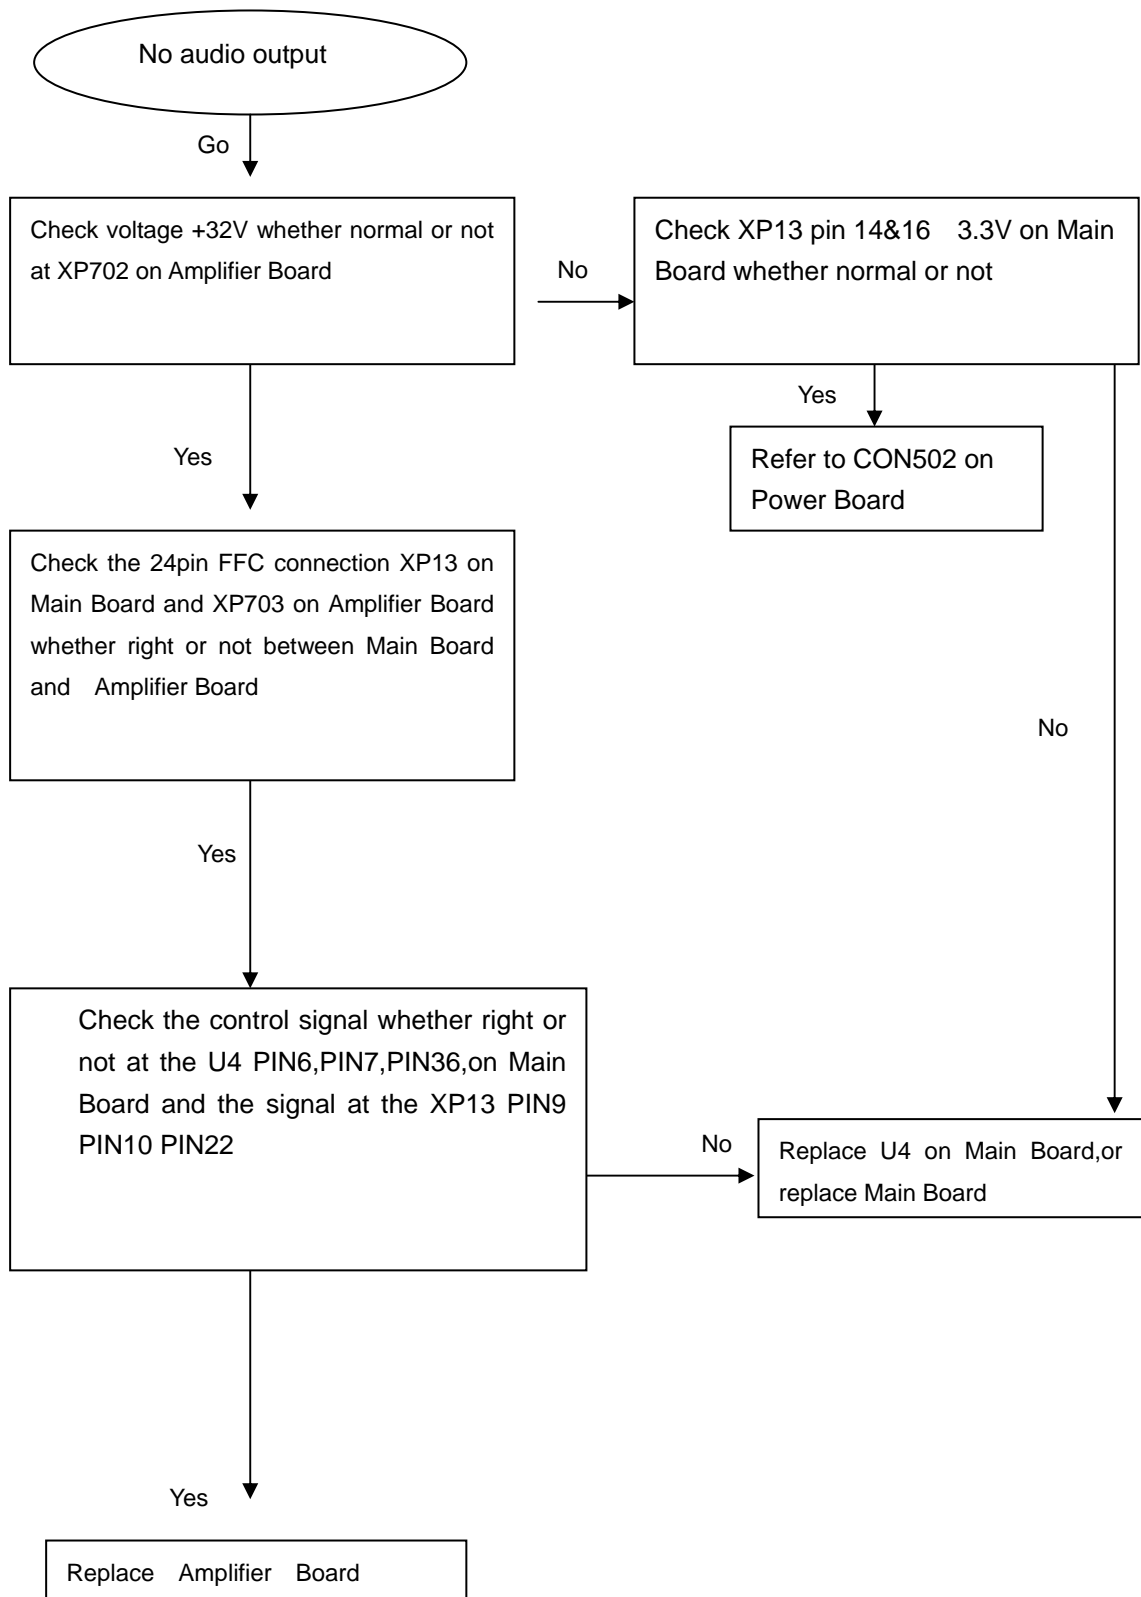 No audio output
Go
Check voltage +32V whether normal or not
at XP702 on Amplifier Board
No
Check XP13 pin 14&16 3.3V on Main
Board whether normal or not
Yes
Refer to CON502 on
Power Board
Yes
Check the 24pin FFC connection XP13 on
Main Board and XP703 on Amplifier Board
whether right or not between Main Board
and Amplifier Board
No
Yes
Check the control signal whether right or
not at the U4 PIN6,PIN7,PIN36,on Main
Board and the signal at the XP13 PIN9
PIN10 PIN22
No
Replace U4 on Main Board,or
replace Main Board
Yes
Replace Amplifier Board